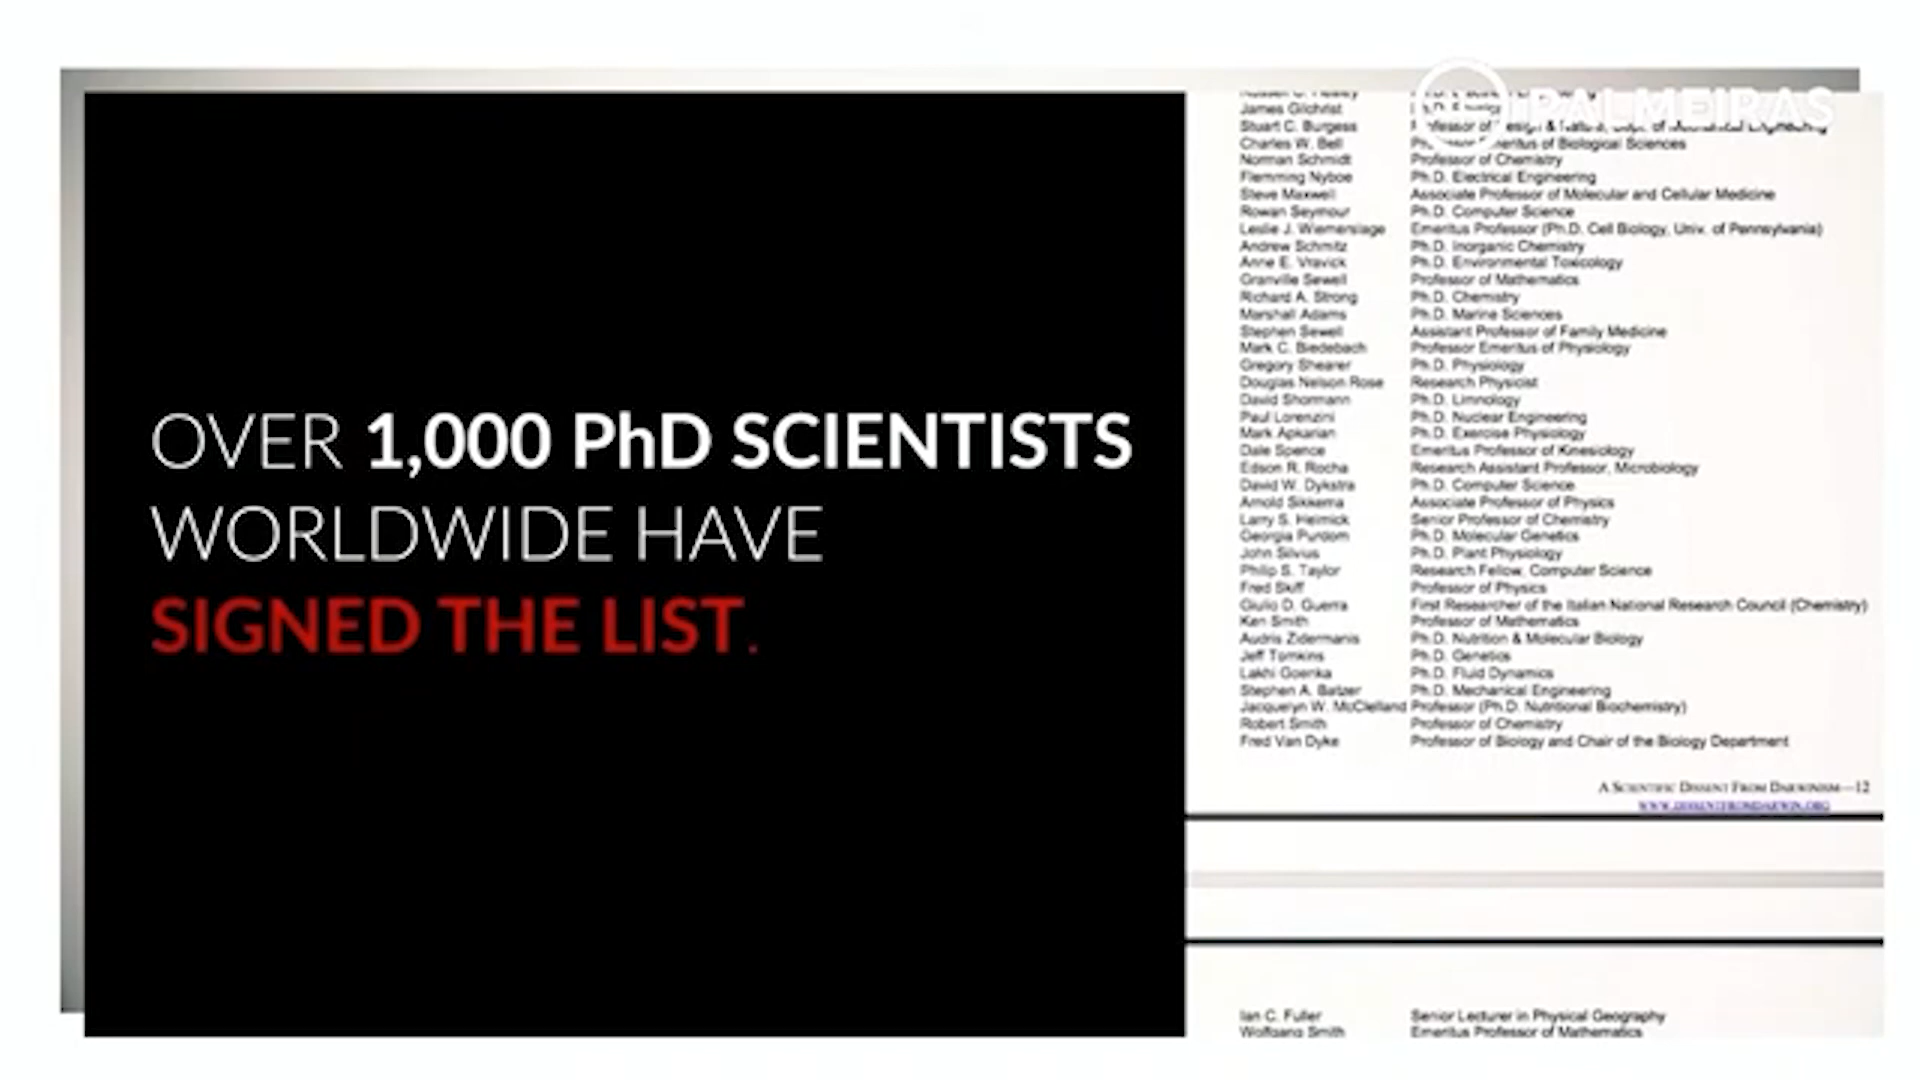 PALMEIRAS
OVER 1,000 PhD SCIENTISTS
WORLDWIDE HAVE
SIGNED THE LIST.
James Gilchrist
Stuart C. Burgess
Charles W. Bell of Biological Sciences
Norman Schmidt Professor of Chemistry
Flemming Nyboe Ph.D. Electrical Engineering
Steve Maxwell Associate Professor of Molecular and Cellular Medicine
Rowan Seymour Ph.D. Computer Science
Leslie J. Wiemerslage Emeritus Professor (Ph.D. Cell Biology, Univ. of Pennsylvania)
Andrew Schmitz Ph.D. Inorganic Chemistry
Anne E. Vravick Ph.D. Environmental Toxicology
Granville Sewell Professor of Mathematics
Richard A. Strong Ph.D. Chemistry
Marshall Adams Ph.D. Marine Sciences
Stephen Sewell Assistant Professor of Family Medicine
Mark C. Biedebach Professor Emeritus of Physiology
Gregory Shearer Ph.D. Physiology
Douglas Nelson Rose Research Physicist
David Shormann Ph.D. Limnology
Paul Lorenzini Ph.D. Nuclear Engineering
Mark Apkarian Ph.D. Exercise Physiology
Dale Spence Emeritus Professor of Kinesiology
Edson R. Rocha Research Assistant Professor, Microbiology
David W. Dykstra Ph.D. Computer Science
Arnold Sikkema Associate Professor of Physics
Larry S. Helmick Senior Professor of Chemistry
Georgia Purdom Ph.D. Molecular Genetics
John Silvius Ph.D. Plant Physiology
Philip S. Taylor Research Fellow, Computer Science
Fred Skiff Professor of Physics
Giulio D. Guerra First Researcher of the Italian National Research Council (Chemistry)
Ken Smith Professor of Mathematics
Audris Zidermanis Ph.D. Nutrition & Molecular Biology
Jeff Tomkins Ph.D. Genetics
Lakhi Goenka Ph.D. Fluid Dynamics
Stephen A. Batzer Ph.D. Mechanical Engineering
Jacquelyn W. McClelland Professor (Ph.D. Nutritional Biochemistry)
Robert Smith Professor of Chemistry
Fred Van Dyke Professor of Biology and Chair of the Biology Department
A SCIENTIFIC DISSENT FROM DARWINISM—12
WWW.DISSENTFROMDARWIN.ORG
Ian C. Fuller Senior Lecturer in Physical Geography
Wolfgang Smith Emeritus Professor of Mathematics